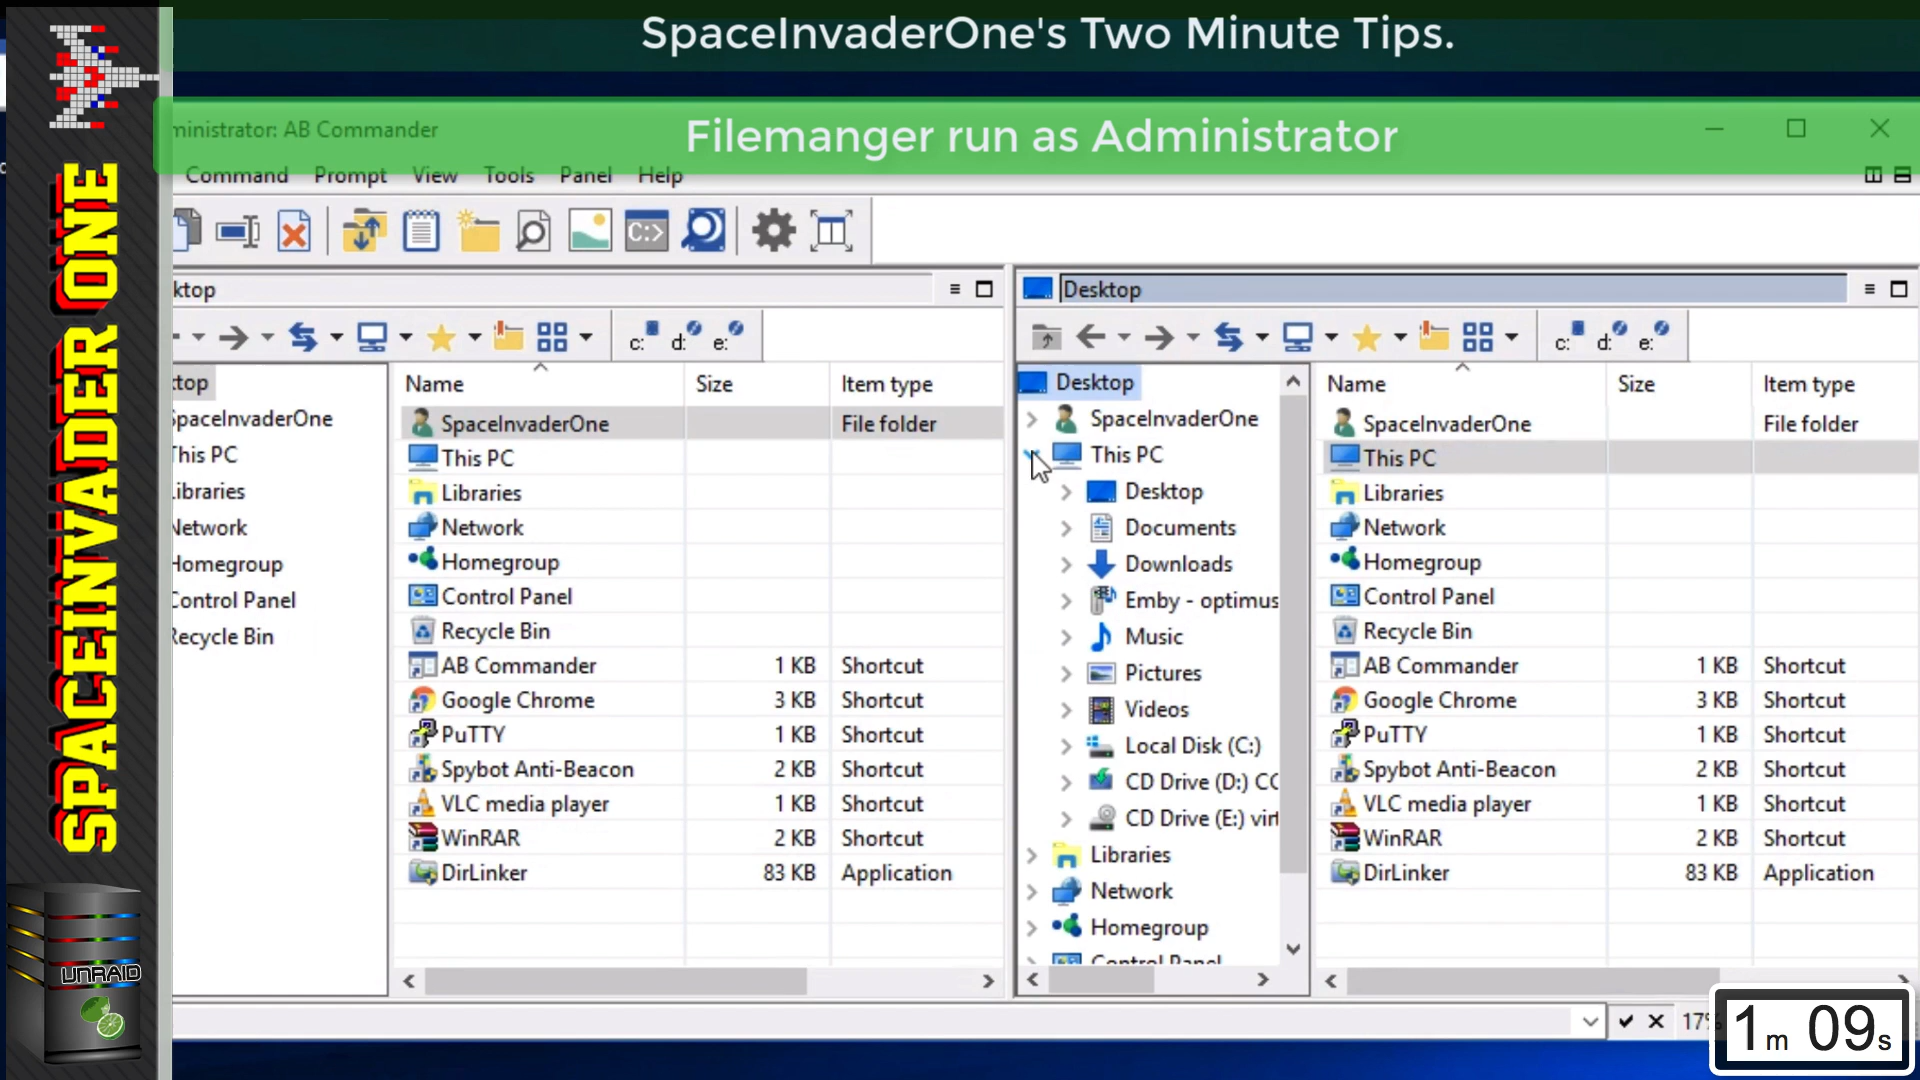 SpaceInvaderOne's Two Minute Tips.
Filemanger run as Administrator
ministrator: AB Commander
Command Prompt View Tools Panel Help
C:>
ktop
Desktop
c: d: e:
c: d: e:
ktop
SpaceInvaderOne
This PC
Libraries
Network
Homegroup
Control Panel
Recycle Bin
Name Size Item type
SpaceInvaderOne File folder
This PC
Libraries
Network
Homegroup
Control Panel
Recycle Bin
AB Commander 1 KB Shortcut
Google Chrome 3 KB Shortcut
PuTTY 1 KB Shortcut
Spybot Anti-Beacon 2 KB Shortcut
VLC media player 1 KB Shortcut
WinRAR 2 KB Shortcut
DirLinker 83 KB Application
Desktop
SpaceInvaderOne
This PC
Desktop
Documents
Downloads
Emby - optimus
Music
Pictures
Videos
Local Disk (C:)
CD Drive (D:) CC
CD Drive (E:) virt
Libraries
Network
Homegroup
Control Panel
Name Size Item type
SpaceInvaderOne File folder
This PC
Libraries
Network
Homegroup
Control Panel
Recycle Bin
AB Commander 1 KB Shortcut
Google Chrome 3 KB Shortcut
PuTTY 1 KB Shortcut
Spybot Anti-Beacon 2 KB Shortcut
VLC media player 1 KB Shortcut
WinRAR 2 KB Shortcut
DirLinker 83 KB Application
17%
1m 09s
SPACEINVADER ONE
UNRAID